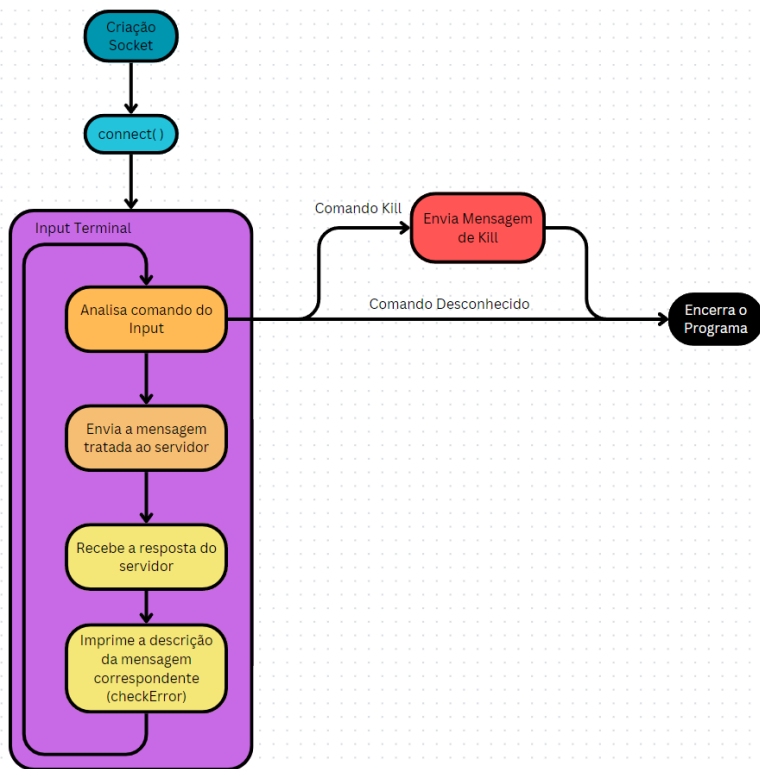 Criação
Socket
connect( )
Input Terminal
Analisa comando do
Input
Envia a mensagem
tratada ao servidor
Recebe a resposta do
servidor
Imprime a descrição
da mensagem
correspondente
(checkError)
Comando Kill
Envia Mensagem
de Kill
Comando Desconhecido
Encerra o
Programa